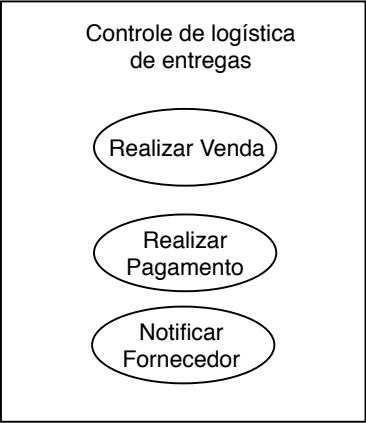 Controle de logística
de entregas
Realizar Venda
Realizar
Pagamento
Notificar
Fornecedor